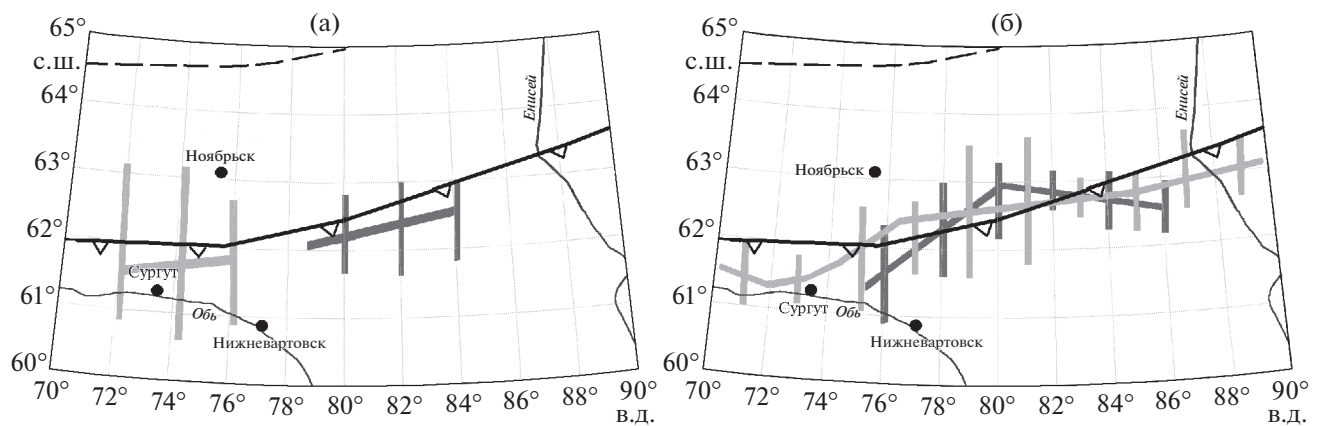 (а)
65°
с.ш.
64°
63°
62°
61°
60°
70°
72°
74°
76°
78°
80°
82°
84°
86°
88°
90°
в.д.
Енисей
Ноябрьск
Сургут
Обь
Нижневартовск
(б)
65°
с.ш.
64°
63°
62°
61°
60°
70°
72°
74°
76°
78°
80°
82°
84°
86°
88°
90°
в.д.
Енисей
Ноябрьск
Сургут
Обь
Нижневартовск